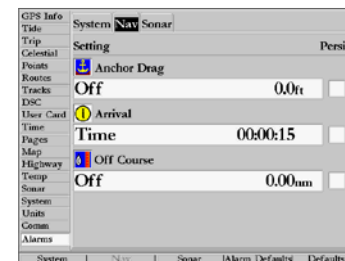 GPS Info
Tide
Trip
Celestial
Points
Routes
Tracks
DSC
User Card
Time
Pages
Map
Highway
Temp
Sonar
System
Units
Comm
Alarms
System Nav Sonar
Setting Persi
Anchor Drag
Off 0.0ft
Arrival
Time 00:00:15
Off Course
Off 0.00nm
System Nav Sonar Alarm Defaults Defaults